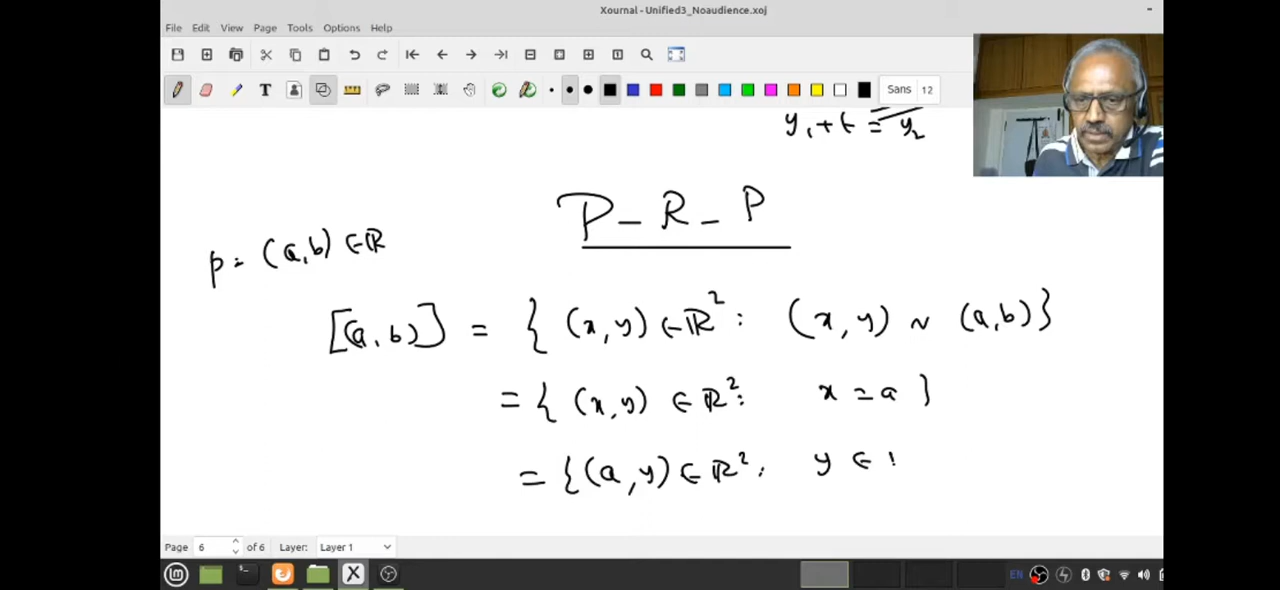 Xournal - Unified3_Noaudience.xoj
File Edit View Page Tools Options Help
Sans 12
y₁ + t = y₂
P - R - P
p = (a, b) ∈ ℝ
[(a, b)] = { (x, y) ∈ ℝ² : (x, y) ~ (a, b) }
= { (x, y) ∈ ℝ² : x = a }
= { (a, y) ∈ ℝ² : y ∈
Page 6 of 6 Layer: Layer 1
EN